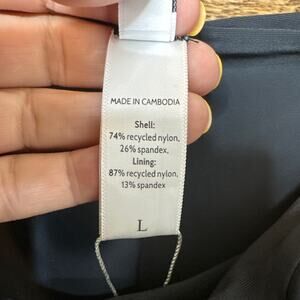 MADE IN CAMBODIA
Shell:
74% recycled nylon,
26% spandex,
Lining:
87% recycled nylon,
13% spandex
L